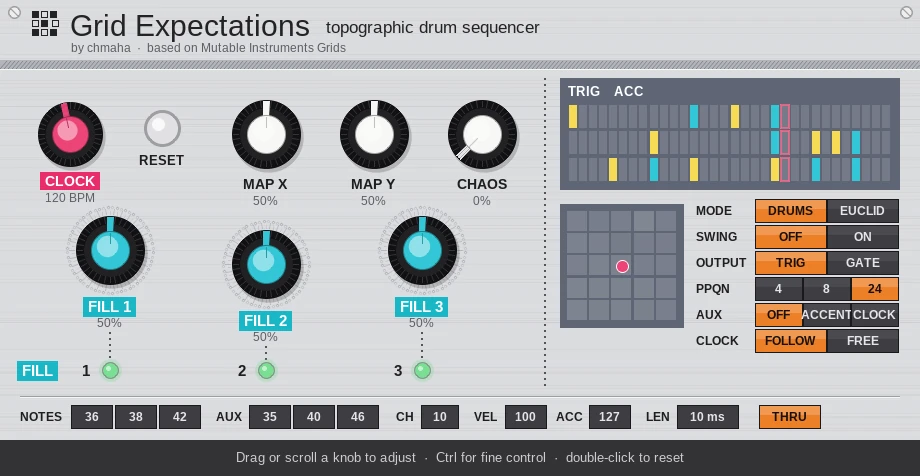 Grid Expectations topographic drum sequencer
by chmaha · based on Mutable Instruments Grids
TRIG ACC
RESET
CLOCK
120 BPM
MAP X
50%
MAP Y
50%
CHAOS
0%
FILL 1
50%
FILL 2
50%
FILL 3
50%
FILL 1 2 3
MODE DRUMS EUCLID
SWING OFF ON
OUTPUT TRIG GATE
PPQN 4 8 24
AUX OFF ACCENT CLOCK
CLOCK FOLLOW FREE
NOTES 36 38 42 AUX 35 40 46 CH 10 VEL 100 ACC 127 LEN 10 ms THRU
Drag or scroll a knob to adjust · Ctrl for fine control · double-click to reset